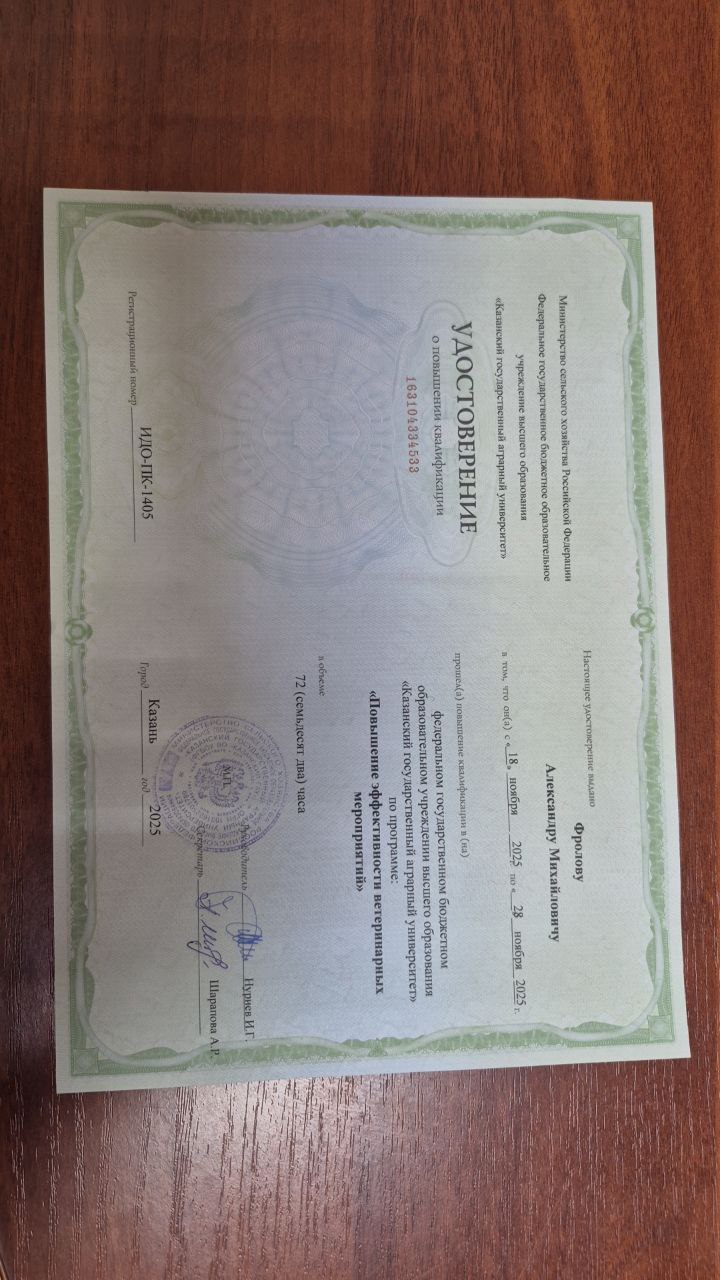 Министерство сельского хозяйства Российской Федерации
Федеральное государственное бюджетное образовательное
учреждение высшего образования
«Казанский государственный аграрный университет»
УДОСТОВЕРЕНИЕ
о повышении квалификации
163104334533
Регистрационный номер ИДО-ПК-1405
Настоящее удостоверение выдано
Фролову
Александру Михайловичу
в том, что он(а) с «18» ноября 2025 г. по «28 ноября 2025 г.
прошел(а) повышение квалификации в (на)
федеральном государственном бюджетном
образовательном учреждении высшего образования
«Казанский государственный аграрный университет»
по программе:
«Повышение эффективности ветеринарных
мероприятий»
в объеме
72 (семьдесят два) часа
М.П.
Руководитель Нуриев И.Г.
Секретарь Шарапова А.Р.
Город Казань год 2025